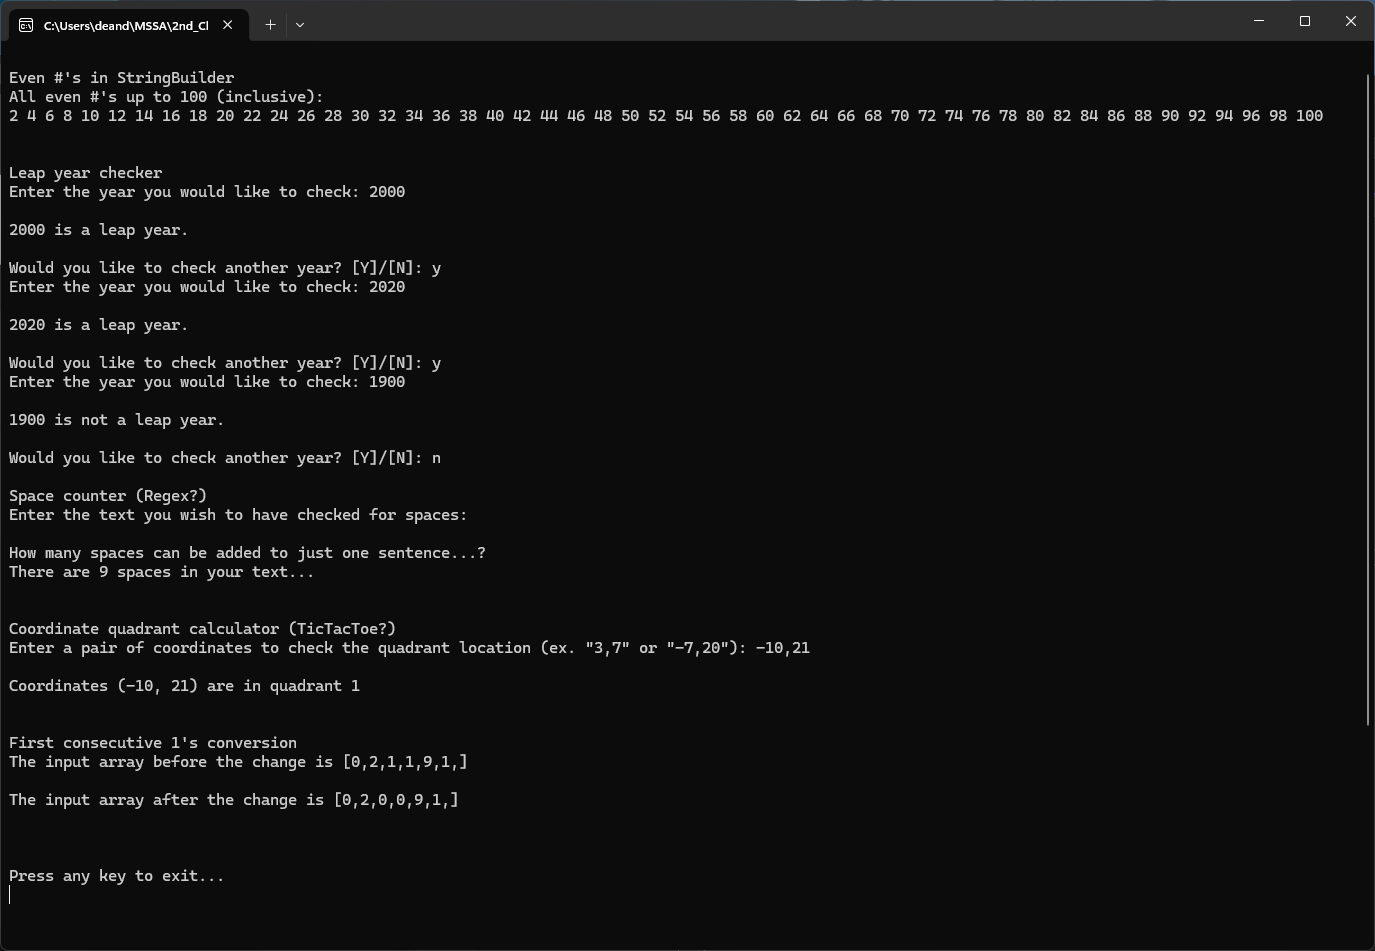 C:\Users\deand\MSSA\2nd_Cl
Even #'s in StringBuilder
All even #'s up to 100 (inclusive):
2 4 6 8 10 12 14 16 18 20 22 24 26 28 30 32 34 36 38 40 42 44 46 48 50 52 54 56 58 60 62 64 66 68 70 72 74 76 78 80 82 84 86 88 90 92 94 96 98 100
Leap year checker
Enter the year you would like to check: 2000
2000 is a leap year.
Would you like to check another year? [Y]/[N]: y
Enter the year you would like to check: 2020
2020 is a leap year.
Would you like to check another year? [Y]/[N]: y
Enter the year you would like to check: 1900
1900 is not a leap year.
Would you like to check another year? [Y]/[N]: n
Space counter (Regex?)
Enter the text you wish to have checked for spaces:
How many spaces can be added to just one sentence...?
There are 9 spaces in your text...
Coordinate quadrant calculator (TicTacToe?)
Enter a pair of coordinates to check the quadrant location (ex. "3,7" or "-7,20"): -10,21
Coordinates (-10, 21) are in quadrant 1
First consecutive 1's conversion
The input array before the change is [0,2,1,1,9,1,]
The input array after the change is [0,2,0,0,9,1,]
Press any key to exit...